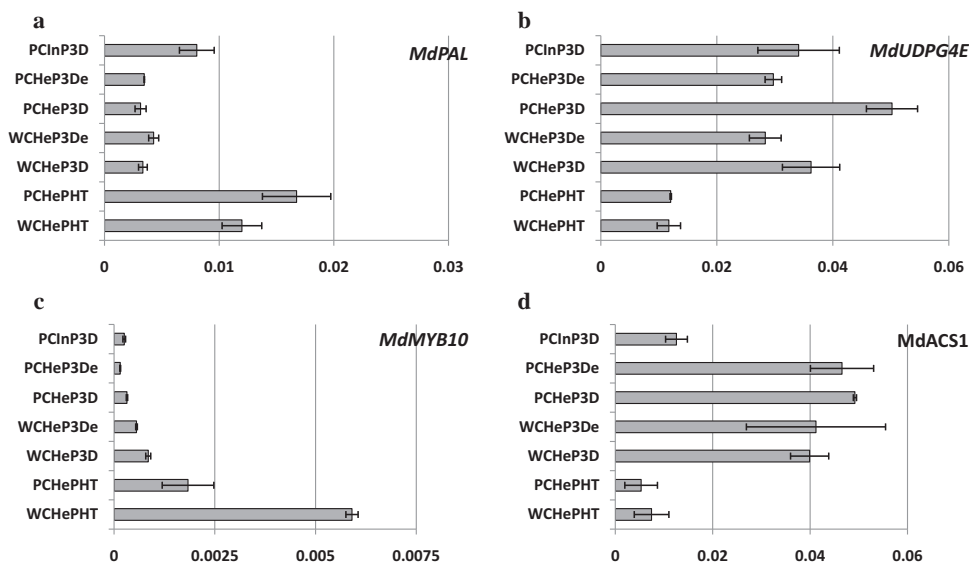 a
MdPAL
PCInP3D
PCHeP3De
PCHeP3D
WCHeP3De
WCHeP3D
PCHePHT
WCHePHT
0 0.01 0.02 0.03
b
MdUDPG4E
PCInP3D
PCHeP3De
PCHeP3D
WCHeP3De
WCHeP3D
PCHePHT
WCHePHT
0 0.02 0.04 0.06
c
MdMYB10
PCInP3D
PCHeP3De
PCHeP3D
WCHeP3De
WCHeP3D
PCHePHT
WCHePHT
0 0.0025 0.005 0.0075
d
MdACS1
PCInP3D
PCHeP3De
PCHeP3D
WCHeP3De
WCHeP3D
PCHePHT
WCHePHT
0 0.02 0.04 0.06